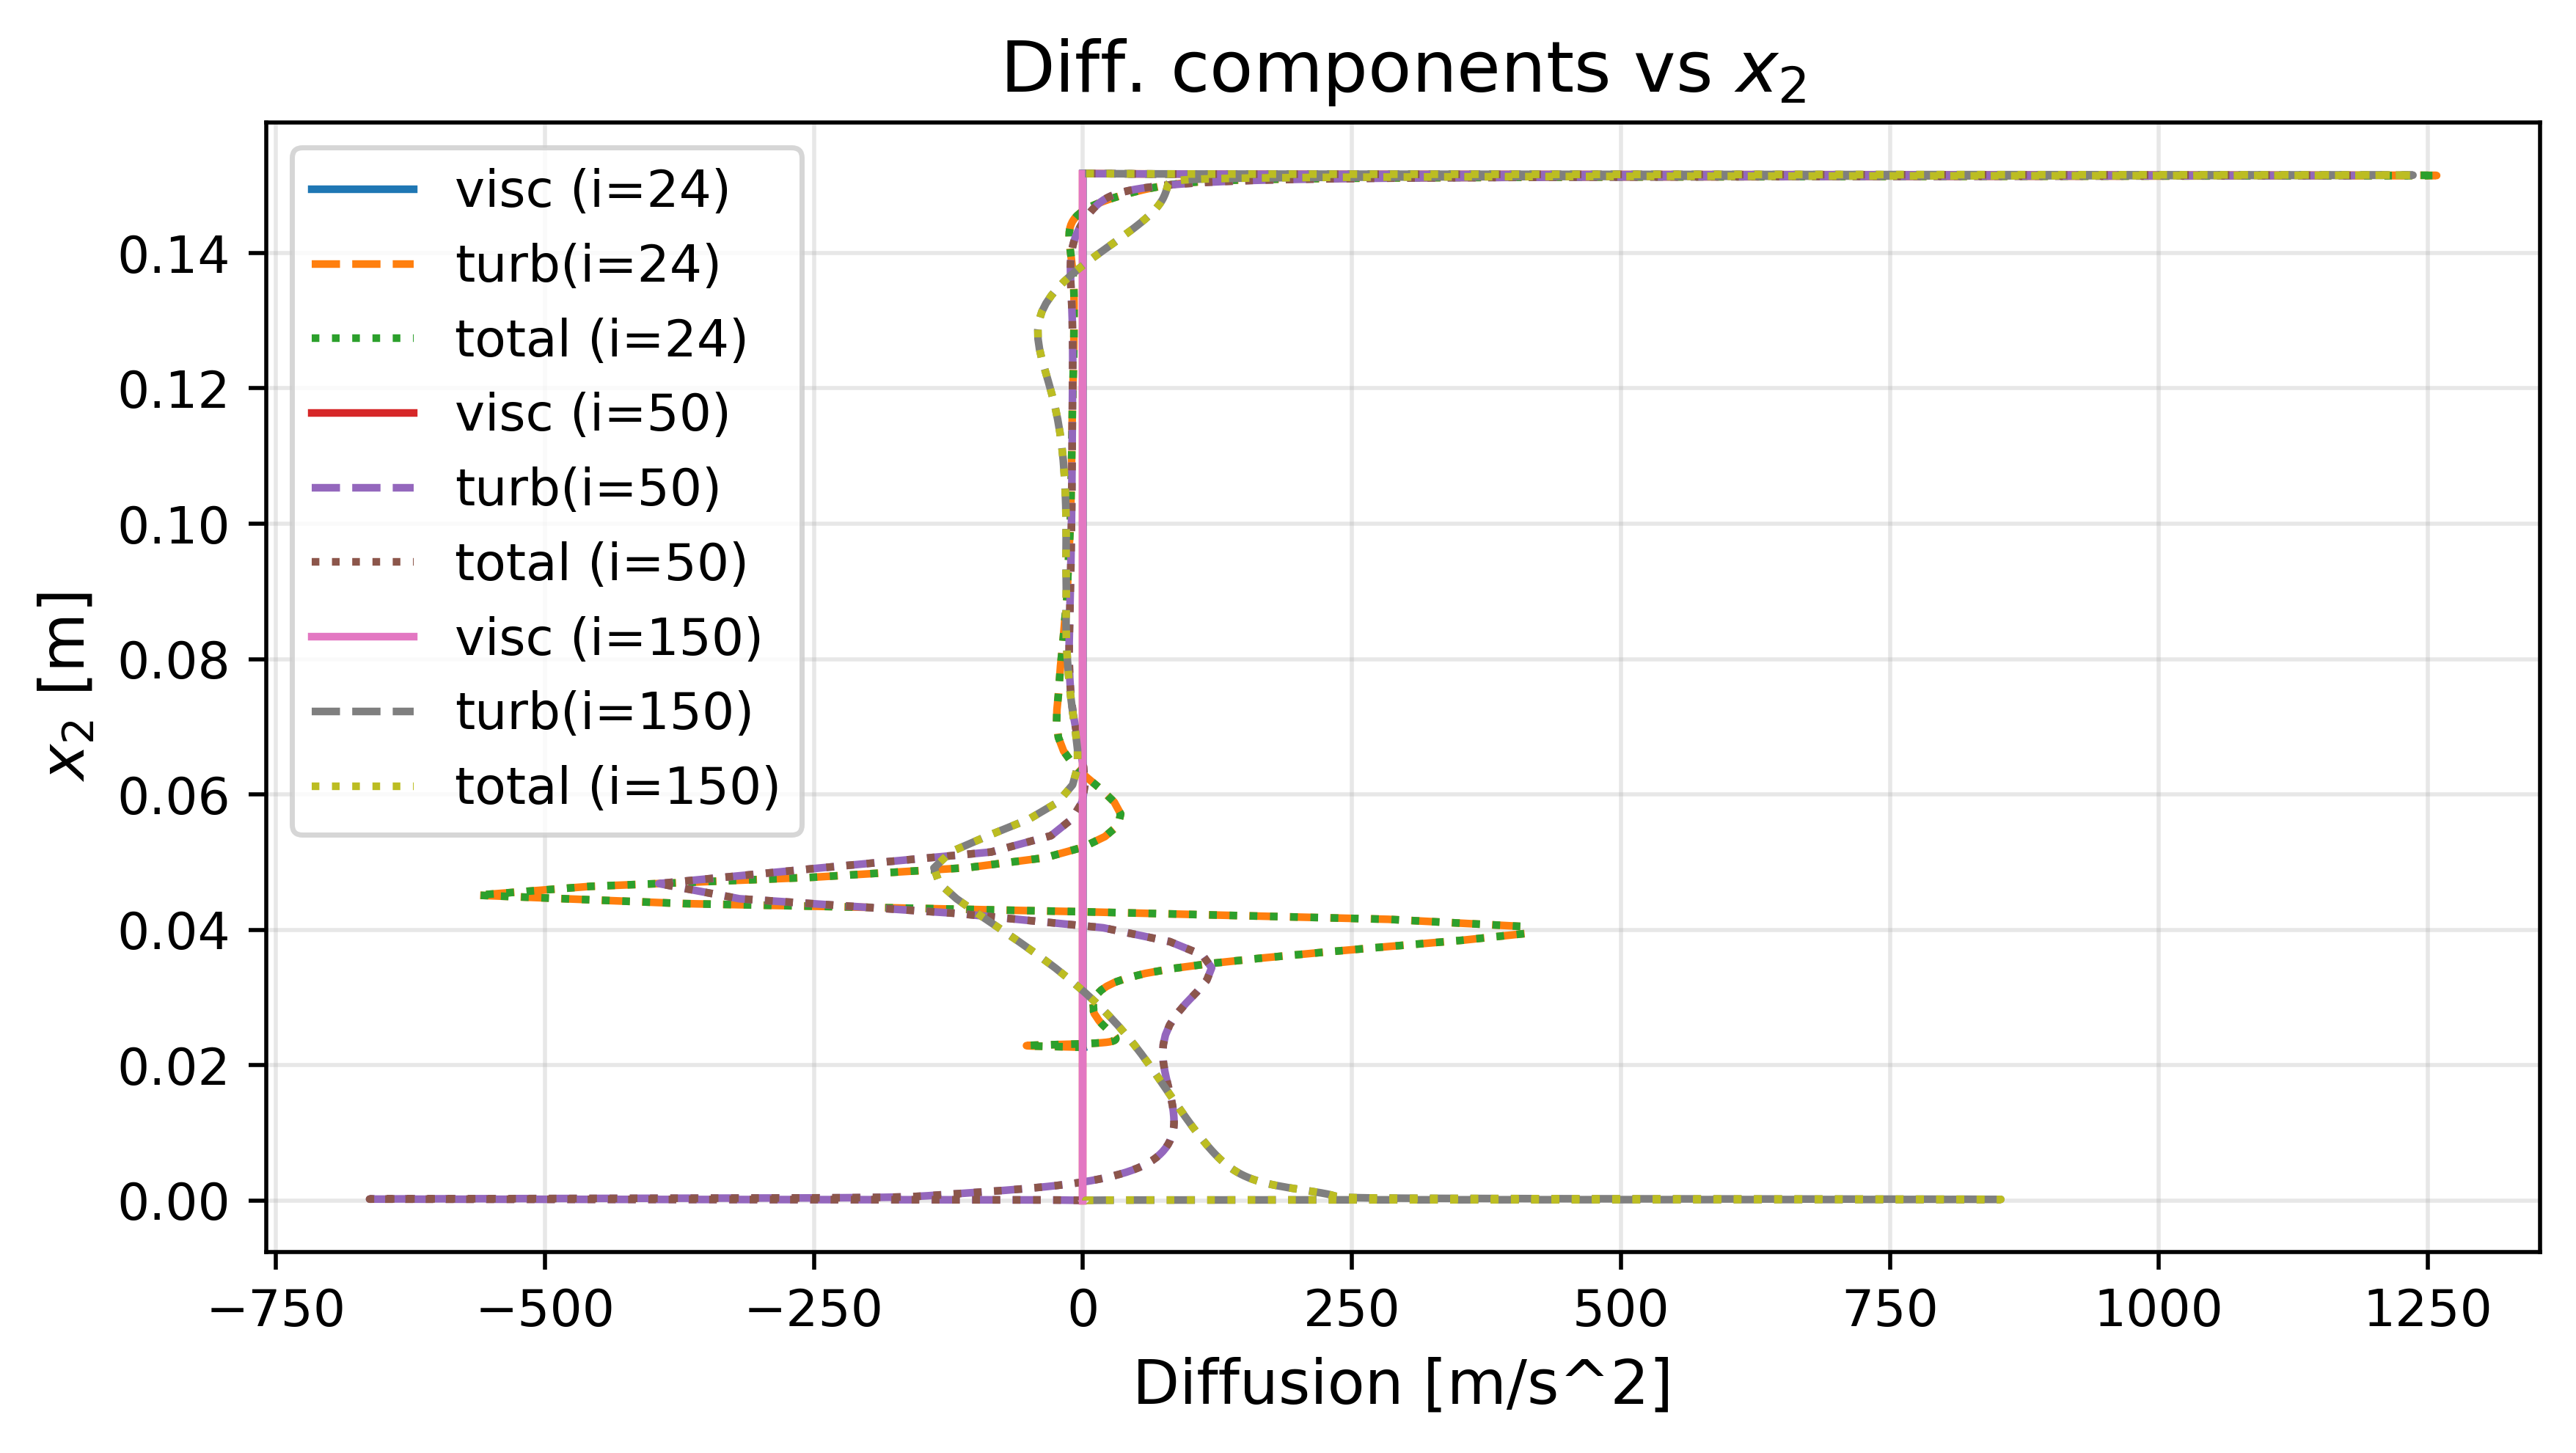 Diff. components vs x₂
visc (i=24)
turb(i=24)
total (i=24)
visc (i=50)
turb(i=50)
total (i=50)
visc (i=150)
turb(i=150)
total (i=150)
0.14
0.12
0.10
0.08
0.06
0.04
0.02
0.00
x₂ [m]
−750 −500 −250 0 250 500 750 1000 1250
Diffusion [m/s^2]